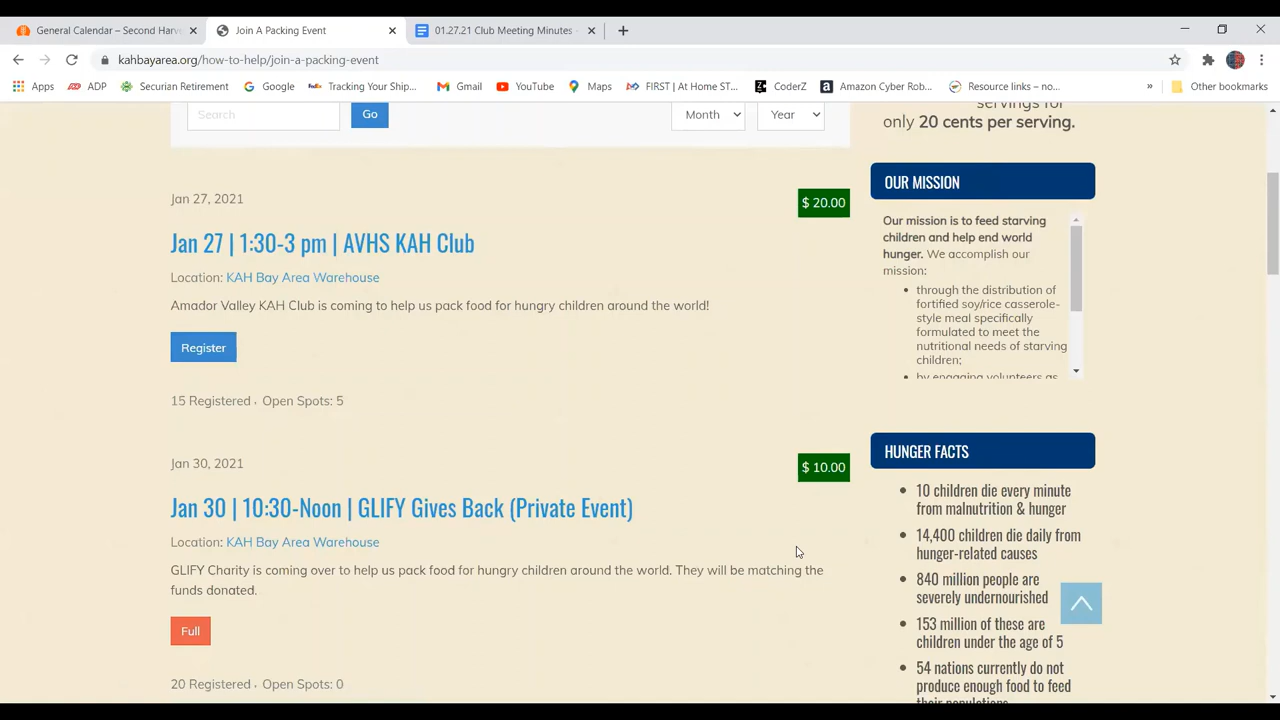 General Calendar – Second Harv
Join A Packing Event
01.27.21 Club Meeting Minutes -
kahbayarea.org/how-to-help/join-a-packing-event
Apps
ADP
Securian Retirement
Google
Tracking Your Ship...
Gmail
YouTube
Maps
FIRST | At Home ST...
CoderZ
Amazon Cyber Rob...
Resource links – no...
»
Other bookmarks
Search
Go
Month
Year
servings for
only 20 cents per serving.
Jan 27, 2021
$ 20.00
Jan 27 | 1:30-3 pm | AVHS KAH Club
Location: KAH Bay Area Warehouse
Amador Valley KAH Club is coming to help us pack food for hungry children around the world!
Register
15 Registered · Open Spots: 5
Jan 30, 2021
$ 10.00
Jan 30 | 10:30-Noon | GLIFY Gives Back (Private Event)
Location: KAH Bay Area Warehouse
GLIFY Charity is coming over to help us pack food for hungry children around the world. They will be matching the
funds donated.
Full
20 Registered · Open Spots: 0
OUR MISSION
Our mission is to feed starving
children and help end world
hunger. We accomplish our
mission:
• through the distribution of
fortified soy/rice casserole-
style meal specifically
formulated to meet the
nutritional needs of starving
children;
• by engaging volunteers as
HUNGER FACTS
• 10 children die every minute
from malnutrition & hunger
• 14,400 children die daily from
hunger-related causes
• 840 million people are
severely undernourished
• 153 million of these are
children under the age of 5
• 54 nations currently do not
produce enough food to feed
their populations